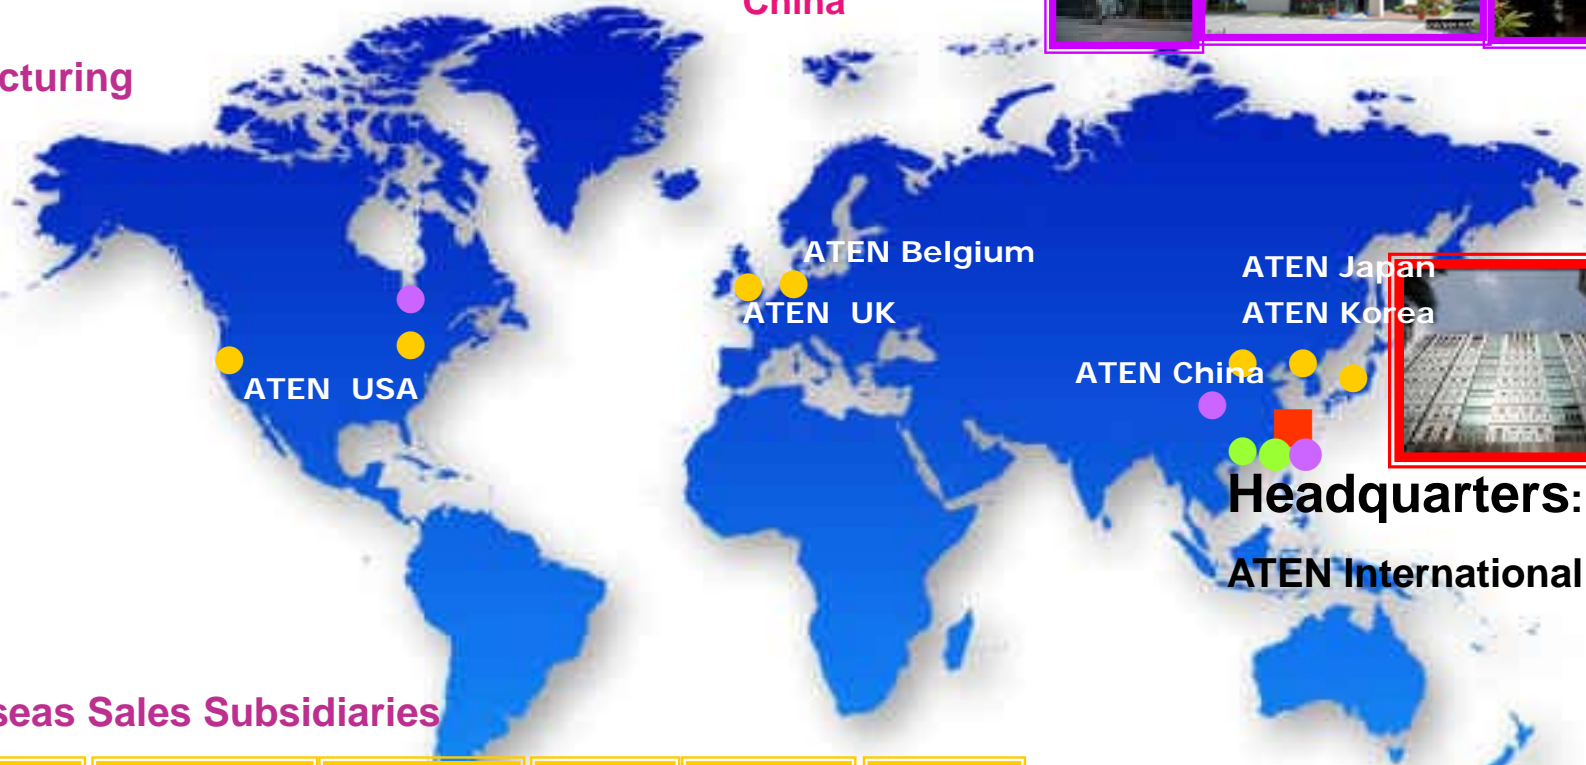 China
cturing
ATEN Belgium
ATEN Japan
ATEN UK
ATEN Korea
ATEN China
ATEN USA
Headquarters:
ATEN International
seas Sales Subsidiaries